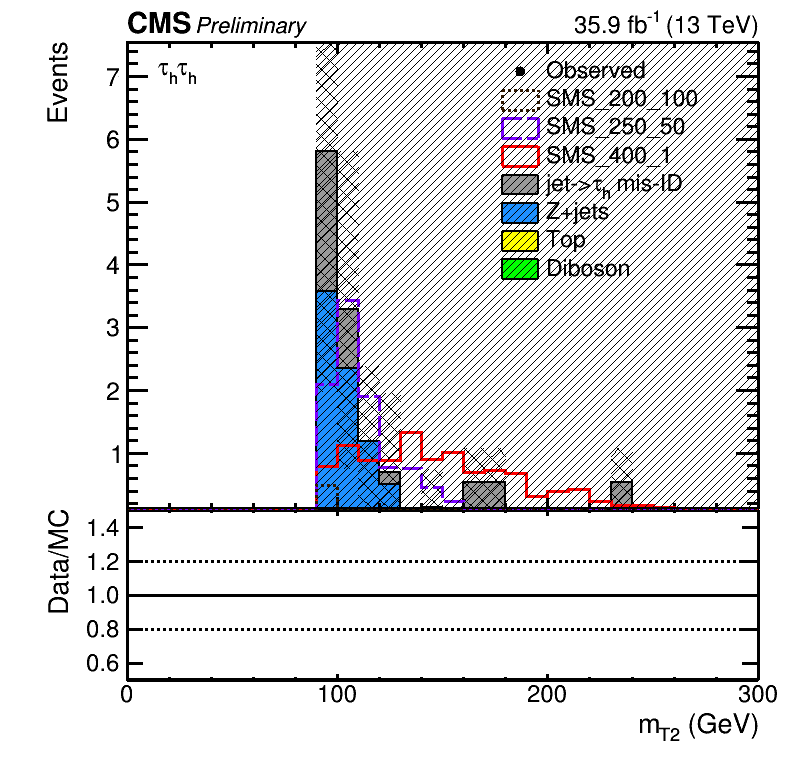 CMS Preliminary 35.9 fb-1 (13 TeV)
Events
τhτh
7
6
5
4
3
2
1
Observed
SMS_200_100
SMS_250_50
SMS_400_1
jet->τh mis-ID
Z+jets
Top
Diboson
Data/MC
1.4
1.2
1.0
0.8
0.6
0 100 200 300
mT2 (GeV)